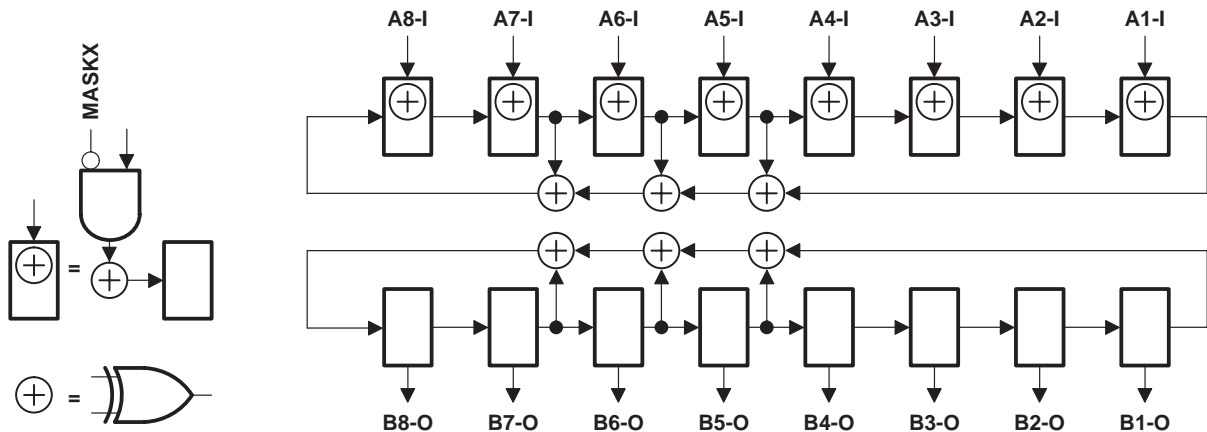 A8-I A7-I A6-I A5-I A4-I A3-I A2-I A1-I
MASKX
=
=
B8-O B7-O B6-O B5-O B4-O B3-O B2-O B1-O